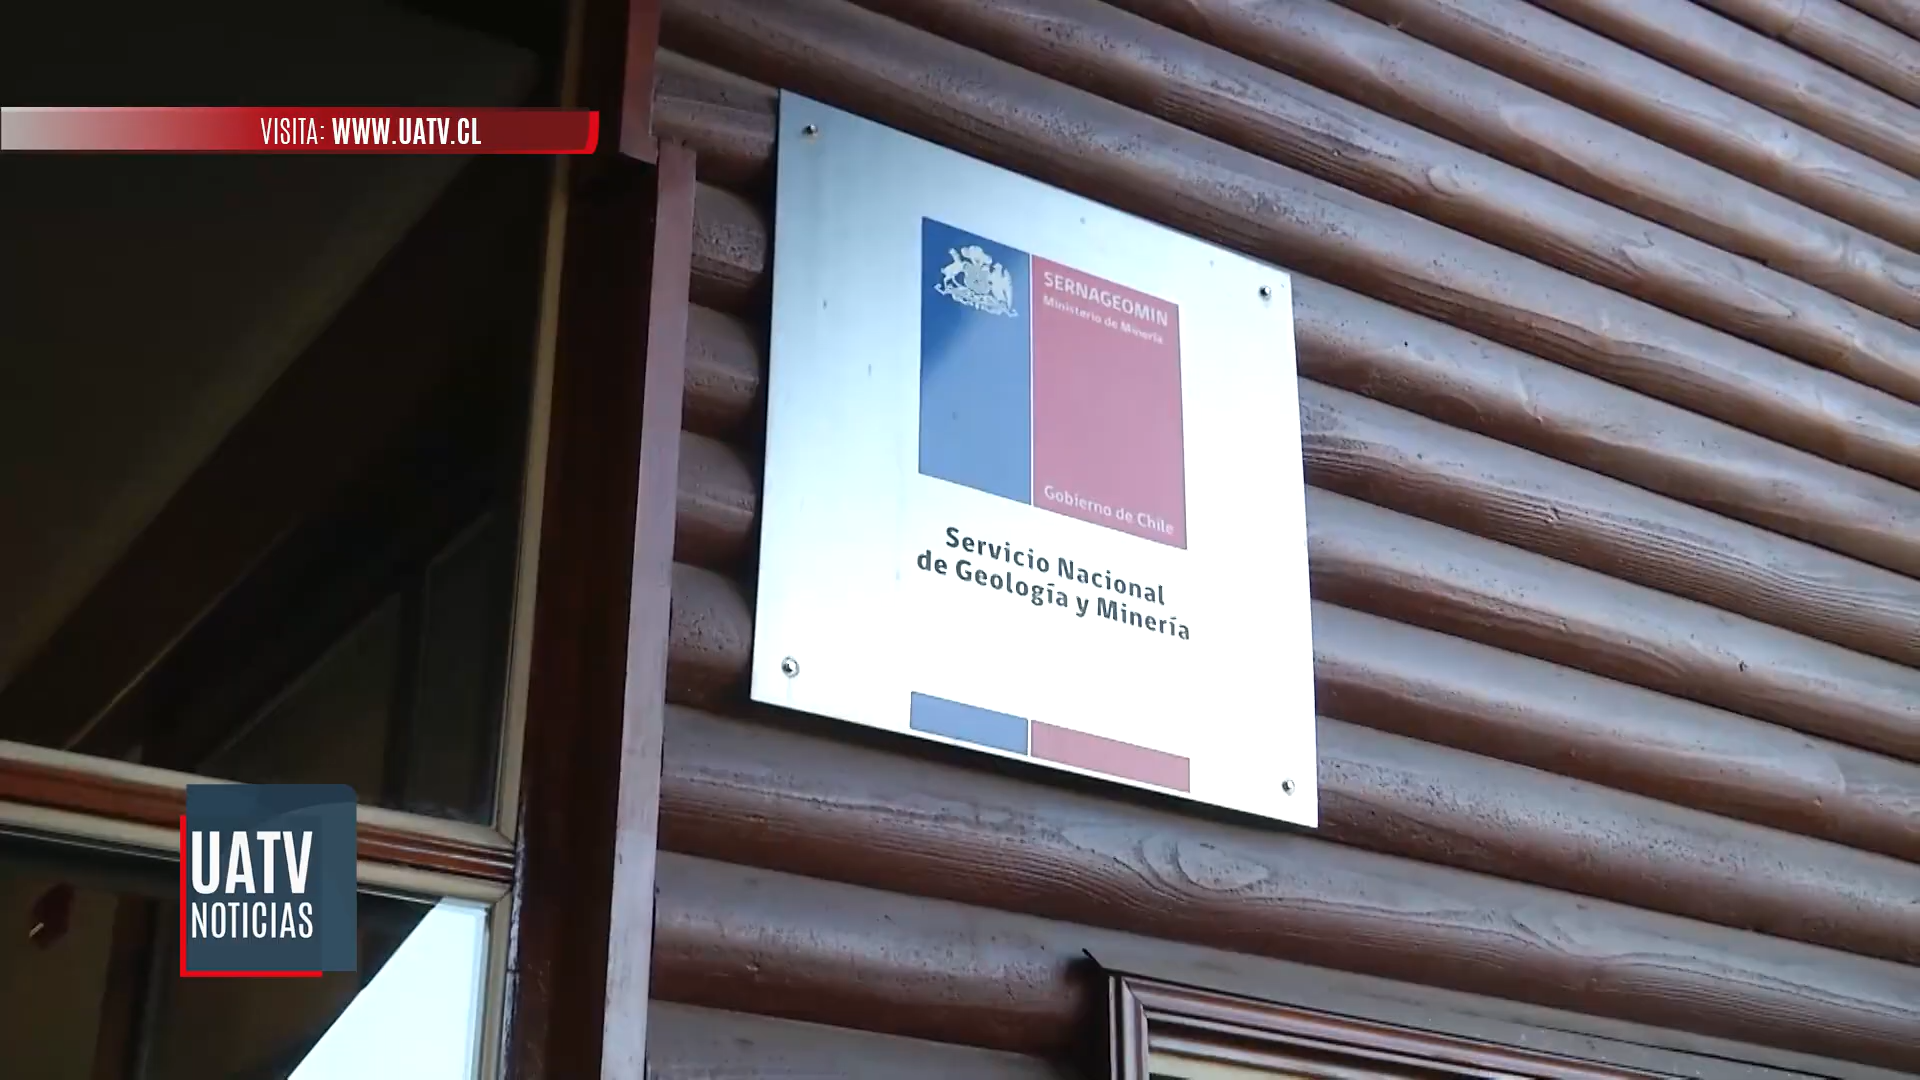 VISITA: WWW.UATV.CL
SERNAGEOMIN
Ministerio de Minería
Gobierno de Chile
Servicio Nacional
de Geología y Minería
UATV
NOTICIAS